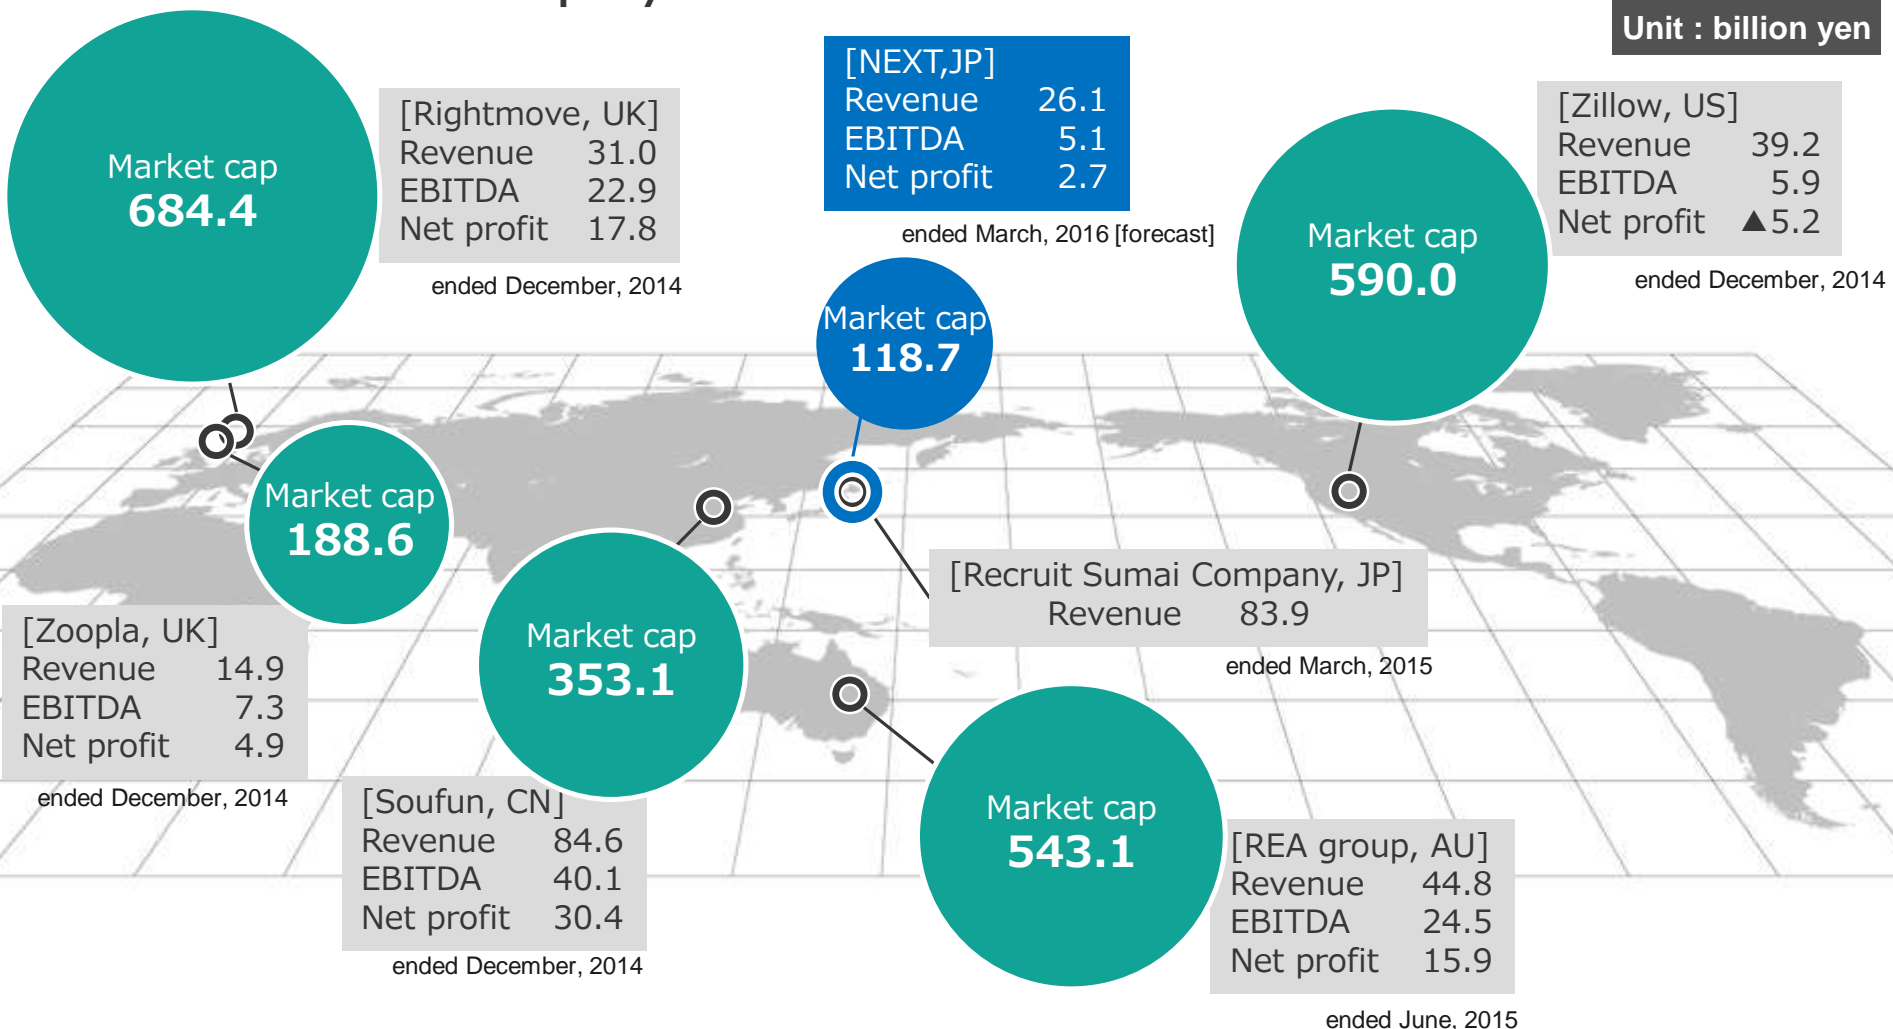 Unit : billion yen
[Rightmove, UK]
Revenue 31.0
EBITDA 22.9
Net profit 17.8
ended December, 2014
Market cap
684.4
[NEXT,JP]
Revenue 26.1
EBITDA 5.1
Net profit 2.7
ended March, 2016 [forecast]
Market cap
118.7
[Zillow, US]
Revenue 39.2
EBITDA 5.9
Net profit ▲5.2
ended December, 2014
Market cap
590.0
Market cap
188.6
[Zoopla, UK]
Revenue 14.9
EBITDA 7.3
Net profit 4.9
ended December, 2014
Market cap
353.1
[Soufun, CN]
Revenue 84.6
EBITDA 40.1
Net profit 30.4
ended December, 2014
[Recruit Sumai Company, JP]
Revenue 83.9
ended March, 2015
Market cap
543.1
[REA group, AU]
Revenue 44.8
EBITDA 24.5
Net profit 15.9
ended June, 2015